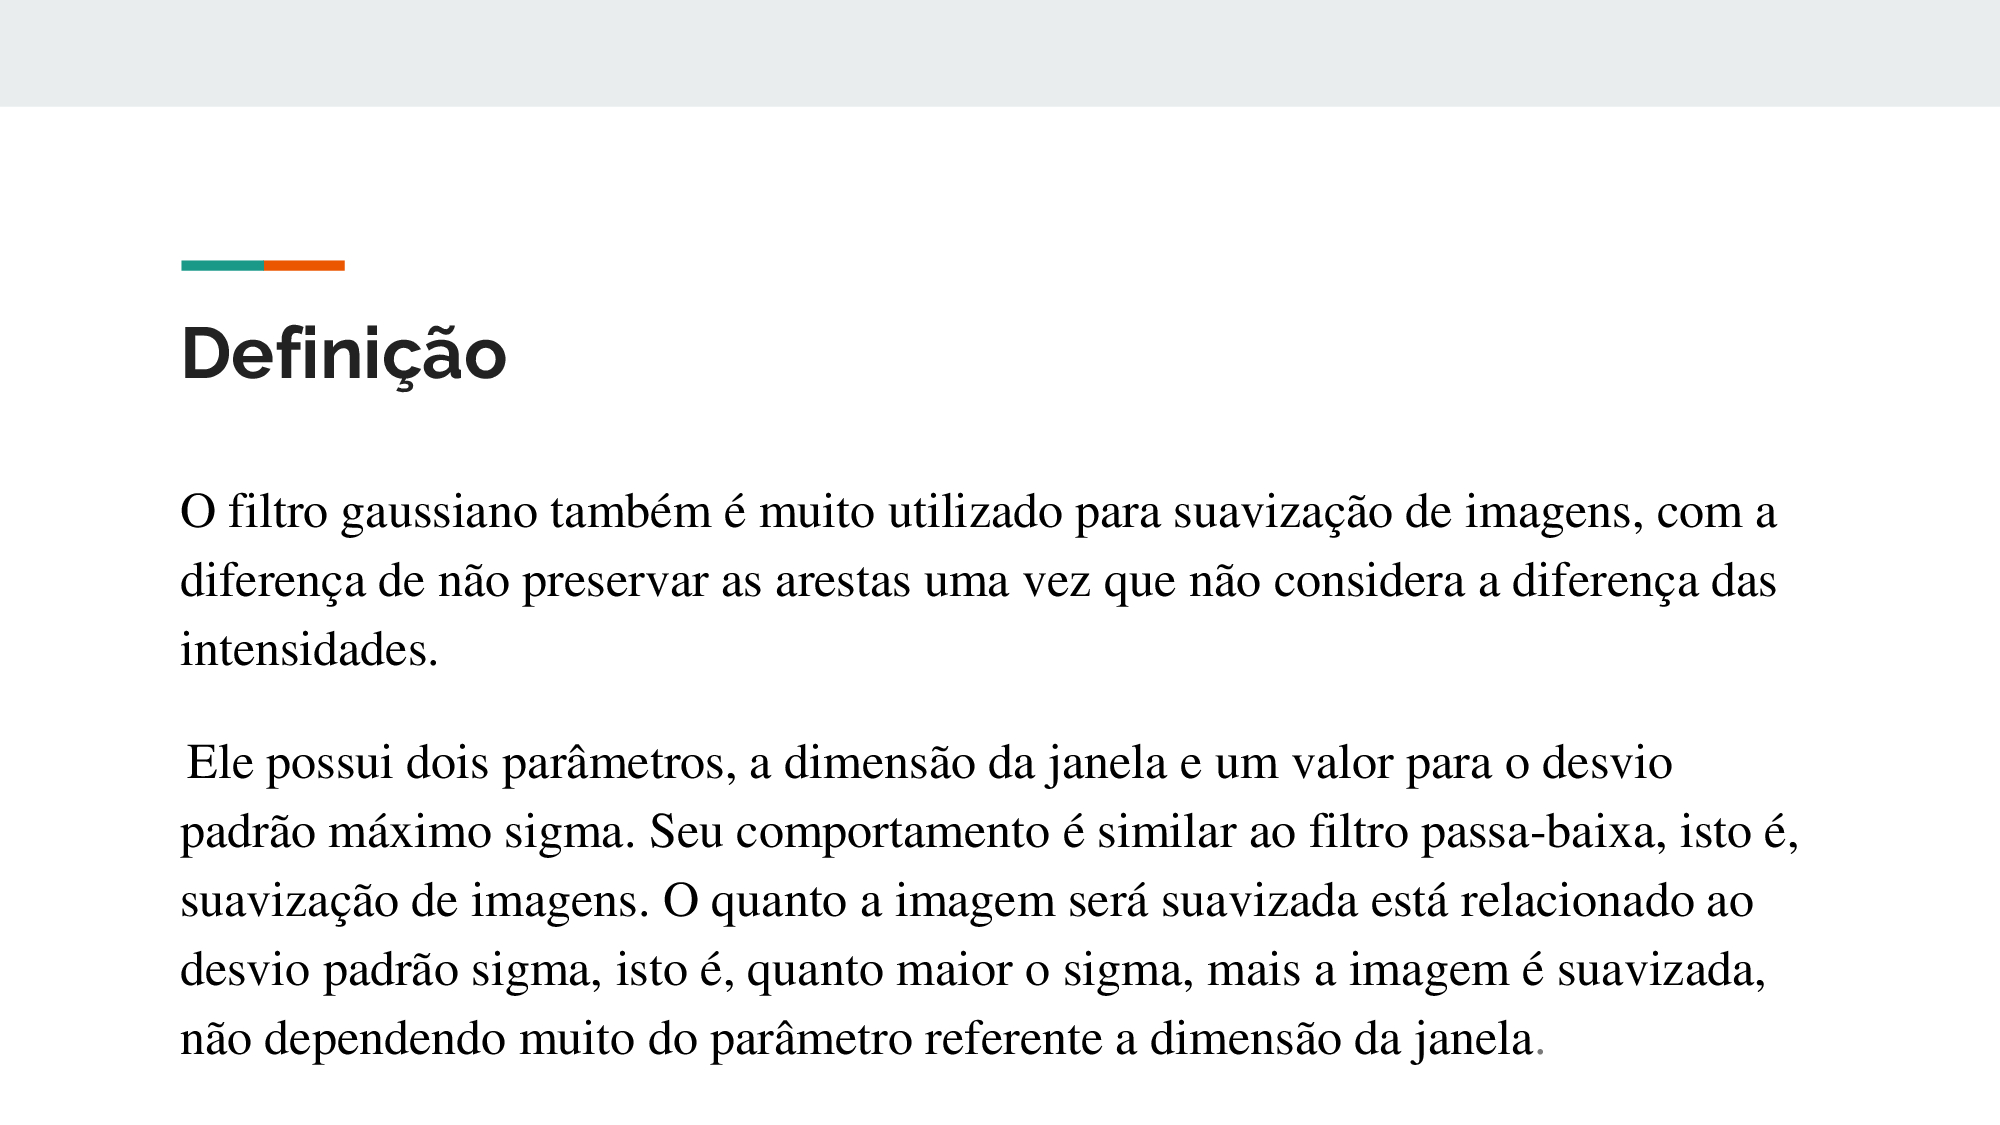 Definição
O filtro gaussiano também é muito utilizado para suavização de imagens, com a
diferença de não preservar as arestas uma vez que não considera a diferença das
intensidades.
Ele possui dois parâmetros, a dimensão da janela e um valor para o desvio
padrão máximo sigma. Seu comportamento é similar ao filtro passa-baixa, isto é,
suavização de imagens. O quanto a imagem será suavizada está relacionado ao
desvio padrão sigma, isto é, quanto maior o sigma, mais a imagem é suavizada,
não dependendo muito do parâmetro referente a dimensão da janela.